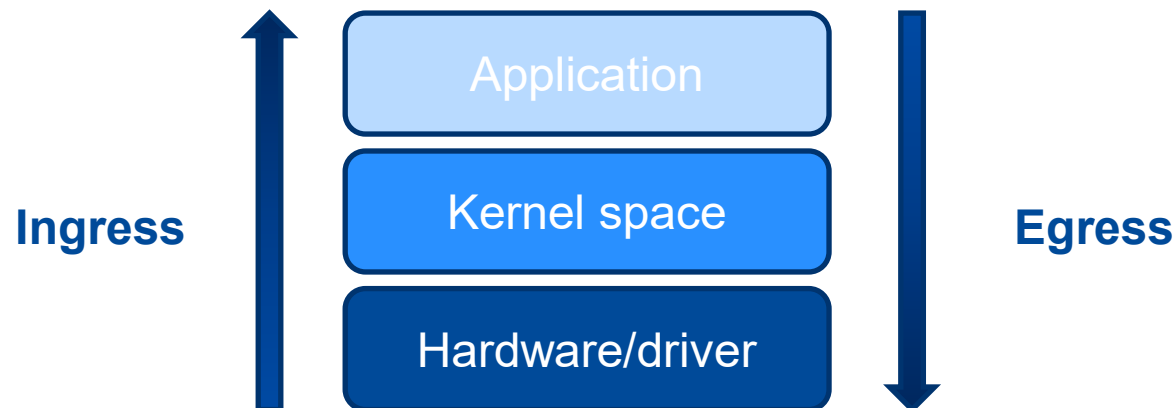 Application
Kernel space
Ingress
Egress
Hardware/driver